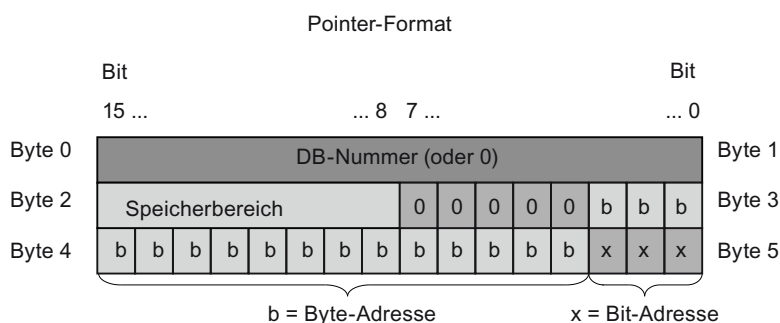 Pointer-Format
Bit Bit
15 ... ... 8 7 ... ... 0
Byte 0 DB-Nummer (oder 0) Byte 1
Byte 2 Speicherbereich 0 0 0 0 0 b b b Byte 3
Byte 4 b b b b b b b b b b b b b x x x Byte 5
b = Byte-Adresse x = Bit-Adresse